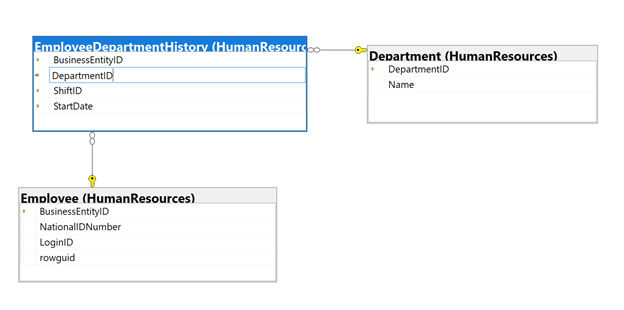 EmployeeDepartmentHistory (HumanResourc
BusinessEntityID
DepartmentID
ShiftID
StartDate
Department (HumanResources)
DepartmentID
Name
Employee (HumanResources)
BusinessEntityID
NationalIDNumber
LoginID
rowguid